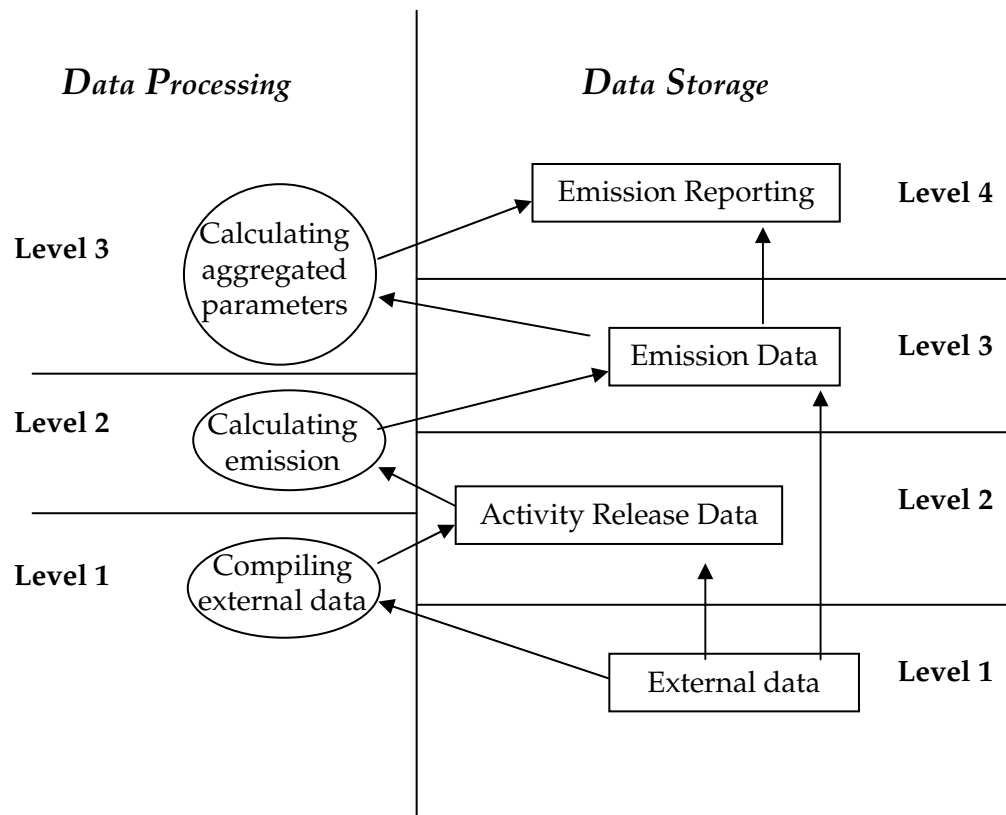 Data Processing
Data Storage
Level 3
Calculating
aggregated
parameters
Emission Reporting
Level 4
Emission Data
Level 3
Level 2
Calculating
emission
Activity Release Data
Level 2
Level 1
Compiling
external data
External data
Level 1